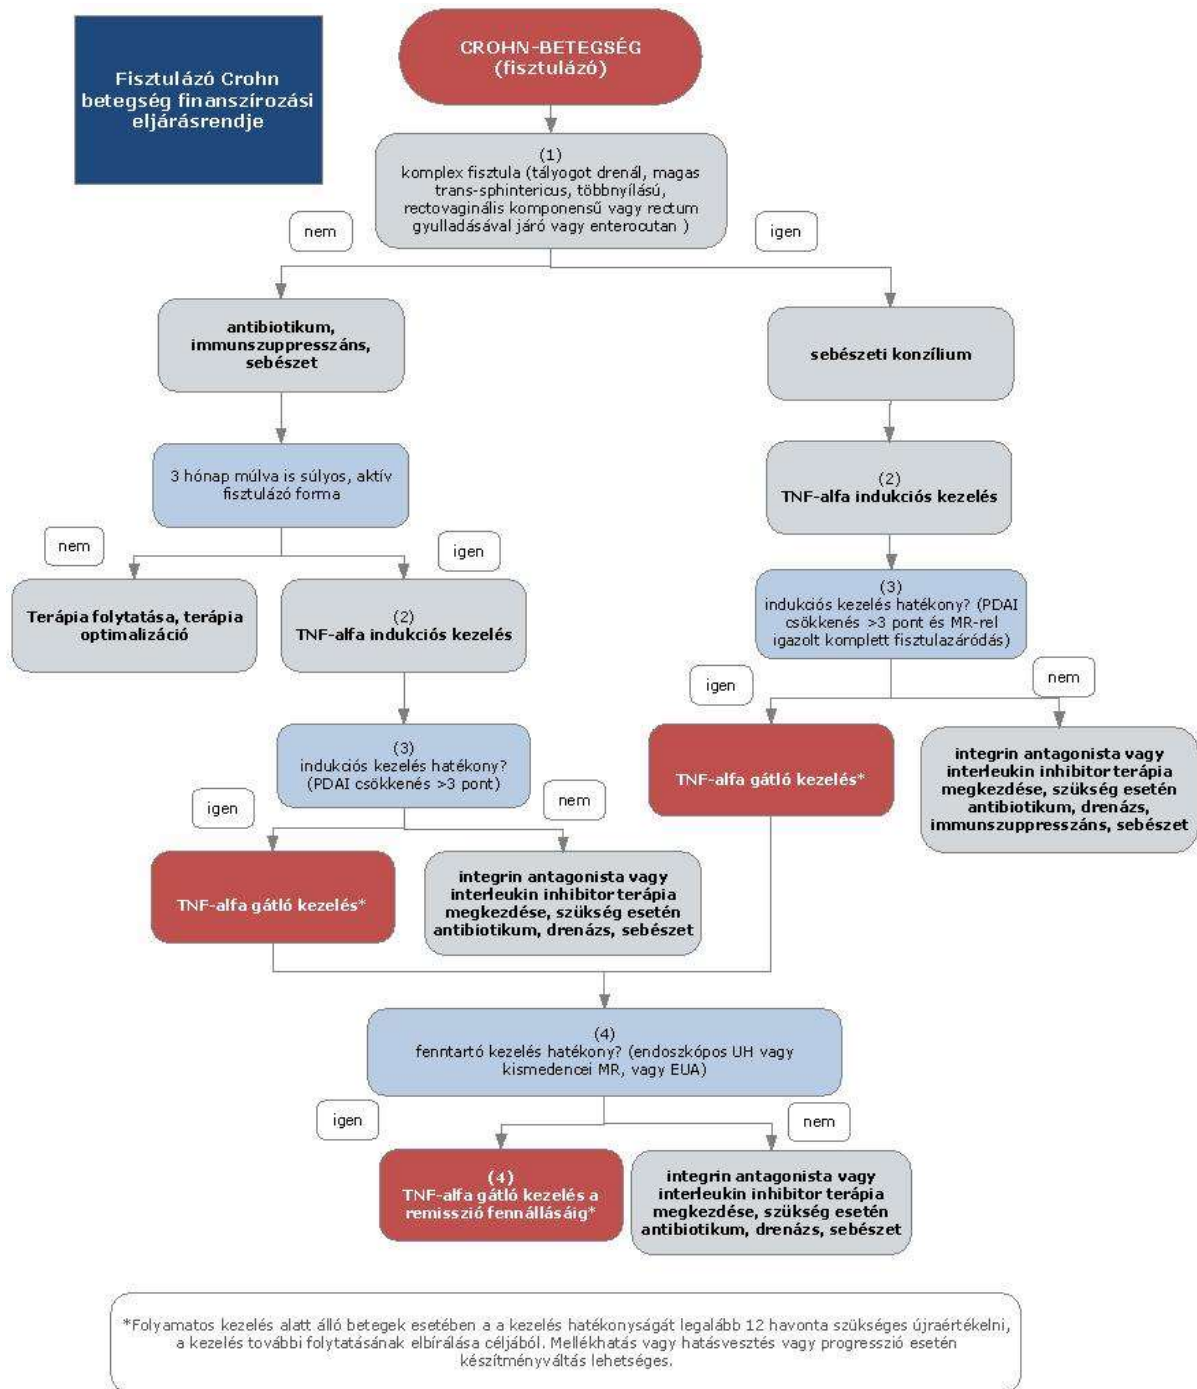 Fisztulázó Crohn
betegség finanszírozási
eljárásrendje
CROHN-BETEGSÉG
(fisztulázó)
(1)
komplex fisztula (tályogot drenál, magas
trans-sphintericus, többnyílású,
rectovaginális komponensű vagy rectum
gyulladásával járó vagy enterocutan )
nem
igen
antibiotikum,
immunszuppresszáns,
sebészet
sebészeti konzílium
3 hónap múlva is súlyos, aktív
fisztulázó forma
(2)
TNF-alfa indukciós kezelés
nem
igen
Terápia folytatása, terápia
optimalizáció
(2)
TNF-alfa indukciós kezelés
(3)
indukciós kezelés hatékony? (PDAI
csökkenés >3 pont és MR-rel
igazolt komplett fisztulazáródás)
igen
nem
(3)
indukciós kezelés hatékony?
(PDAI csökkenés >3 pont)
TNF-alfa gátló kezelés*
integrin antagonista vagy
interleukin inhibitor terápia
megkezdése, szükség esetén
antibiotikum, drenázs,
immunszuppresszáns, sebészet
igen
nem
TNF-alfa gátló kezelés*
integrin antagonista vagy
interleukin inhibitor terápia
megkezdése, szükség esetén
antibiotikum, drenázs, sebészet
(4)
fenntartó kezelés hatékony? (endoszkópos UH vagy
kismedencei MR, vagy EUA)
igen
nem
(4)
TNF-alfa gátló kezelés a
remisszió fennállásáig*
integrin antagonista vagy
interleukin inhibitor terápia
megkezdése, szükség esetén
antibiotikum, drenázs, sebészet
*Folyamatos kezelés alatt álló betegek esetében a a kezelés hatékonyságát legalább 12 havonta szükséges újraértékelni,
a kezelés további folytatásának elbírálása céljából. Mellékhatás vagy hatásvesztés vagy progresszió esetén
készítményváltás lehetséges.